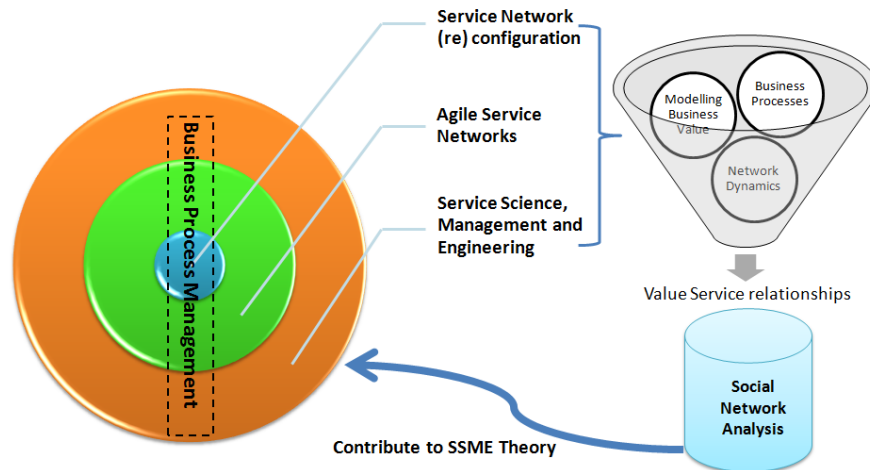 Service Network
(re) configuration
Agile Service
Networks
Service Science,
Management and
Engineering
Business Process Management
Modelling
Business
Value
Business
Processes
Network
Dynamics
Value Service relationships
Social
Network
Analysis
Contribute to SSME Theory